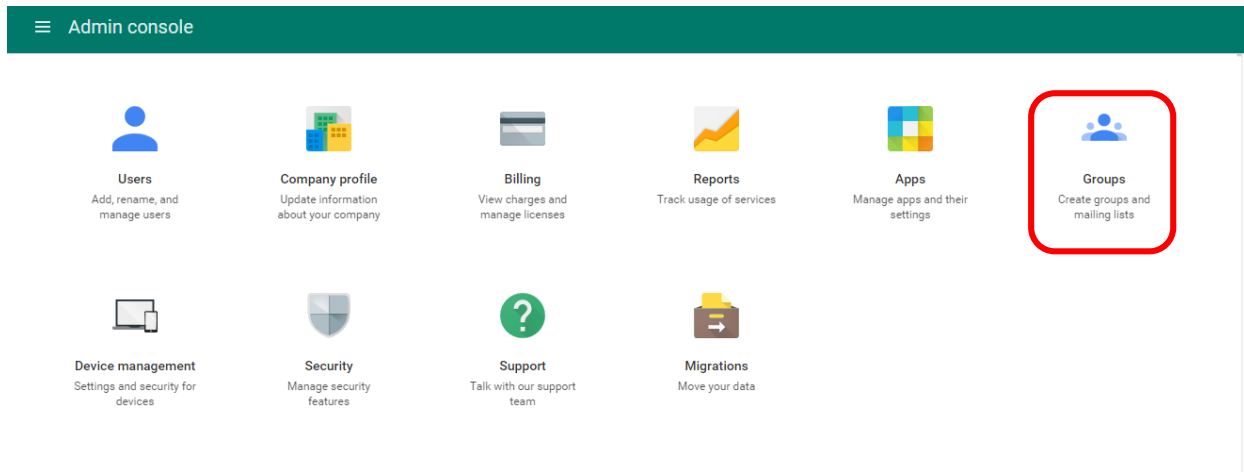 Admin console
Users
Add, rename, and
manage users
Company profile
Update information
about your company
Billing
View charges and
manage licenses
Reports
Track usage of services
Apps
Manage apps and their
settings
Groups
Create groups and
mailing lists
Device management
Settings and security for
devices
Security
Manage security
features
Support
Talk with our support
team
Migrations
Move your data